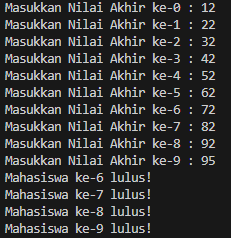 Masukkan Nilai Akhir ke-0 : 12
Masukkan Nilai Akhir ke-1 : 22
Masukkan Nilai Akhir ke-2 : 32
Masukkan Nilai Akhir ke-3 : 42
Masukkan Nilai Akhir ke-4 : 52
Masukkan Nilai Akhir ke-5 : 62
Masukkan Nilai Akhir ke-6 : 72
Masukkan Nilai Akhir ke-7 : 82
Masukkan Nilai Akhir ke-8 : 92
Masukkan Nilai Akhir ke-9 : 95
Mahasiswa ke-6 lulus!
Mahasiswa ke-7 lulus!
Mahasiswa ke-8 lulus!
Mahasiswa ke-9 lulus!